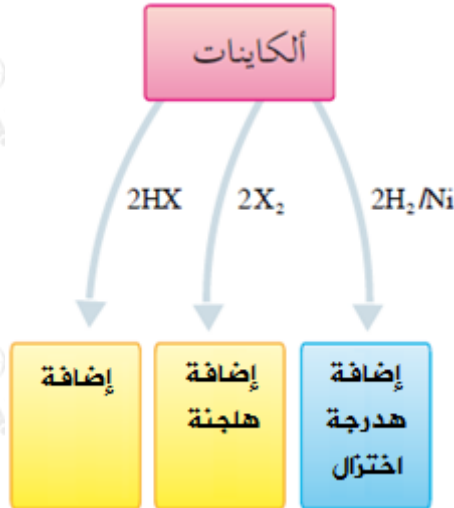 ألكاينات
2H₂/Ni
2X₂
2HX
إضافة
هدرجة
اختزال
إضافة
هلجنة
إضافة